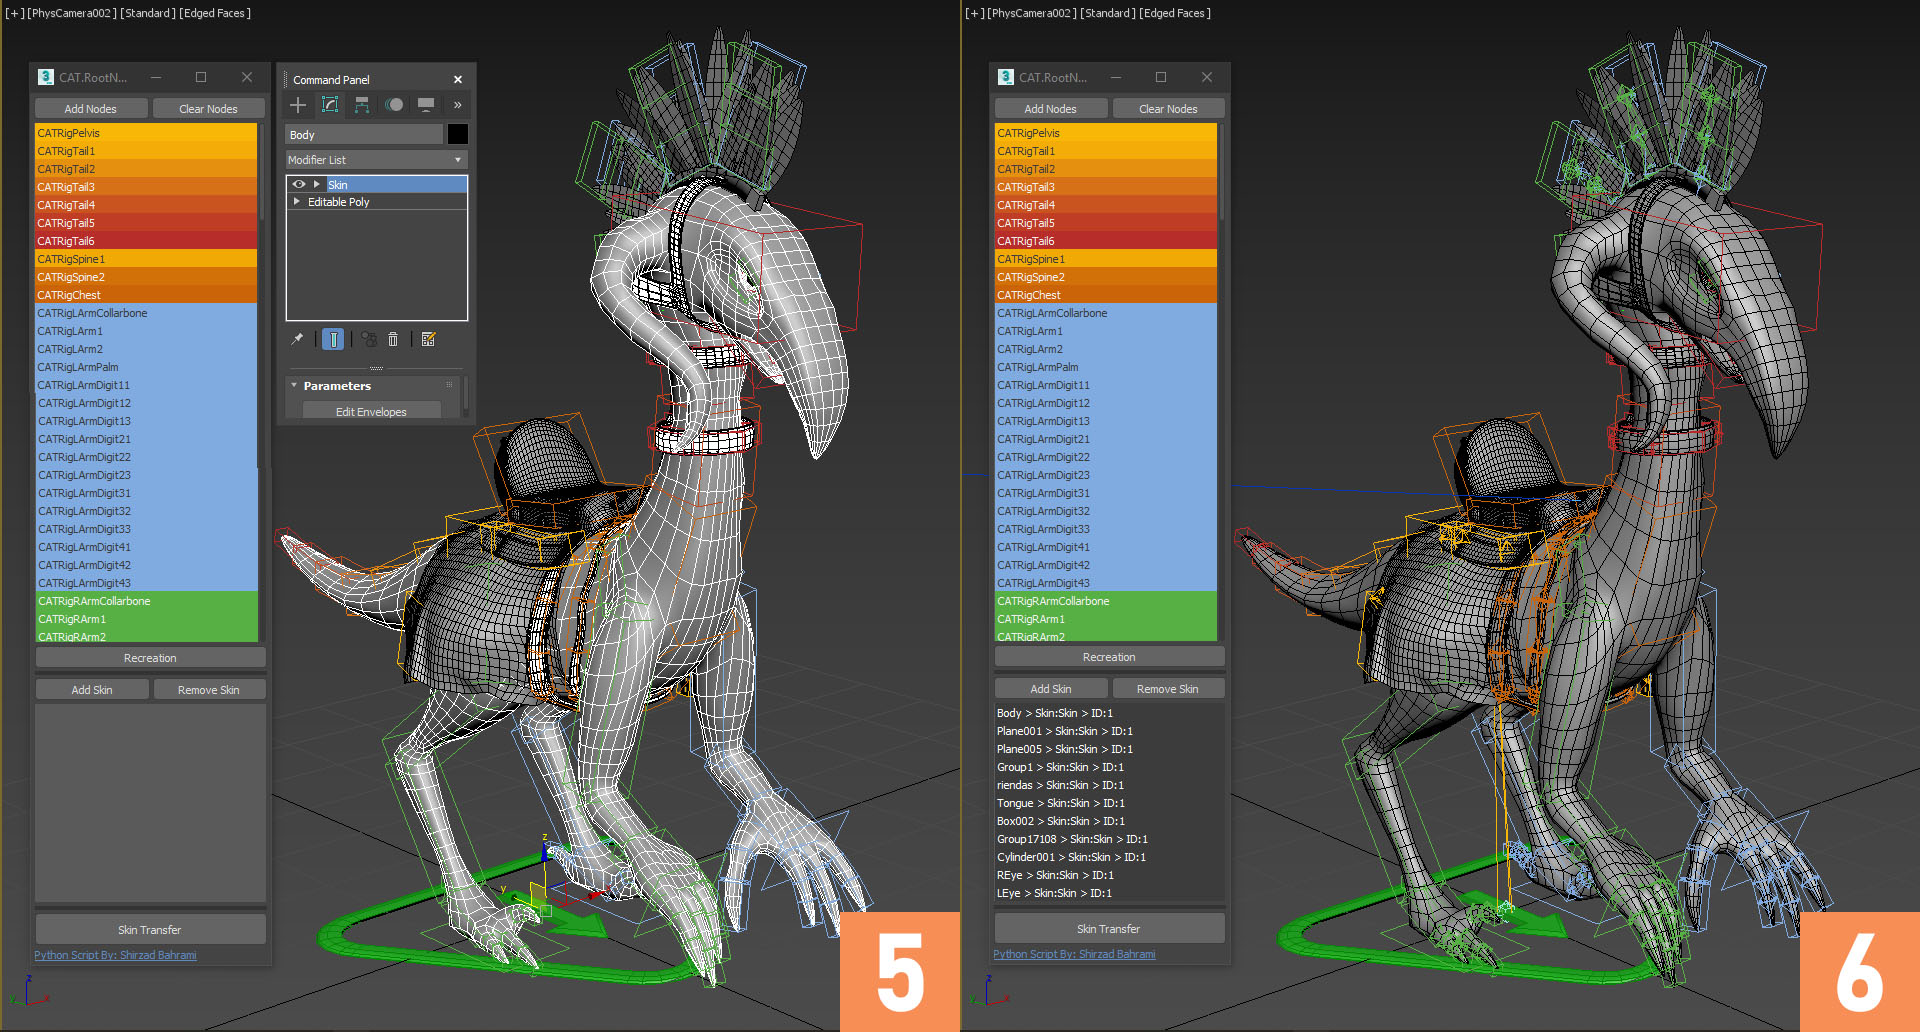 [+] [PhysCamera002] [Standard] [Edged Faces]
CAT.RootN...
Add Nodes
Clear Nodes
CATRigPelvis
CATRigTail1
CATRigTail2
CATRigTail3
CATRigTail4
CATRigTail5
CATRigTail6
CATRigSpine1
CATRigSpine2
CATRigChest
CATRigLArmCollarbone
CATRigLArm1
CATRigLArm2
CATRigLArmPalm
CATRigLArmDigit11
CATRigLArmDigit12
CATRigLArmDigit13
CATRigLArmDigit21
CATRigLArmDigit22
CATRigLArmDigit23
CATRigLArmDigit31
CATRigLArmDigit32
CATRigLArmDigit33
CATRigLArmDigit41
CATRigLArmDigit42
CATRigLArmDigit43
CATRigRArmCollarbone
CATRigRArm1
CATRigRArm2
Recreation
Add Skin
Remove Skin
Skin Transfer
Python Script By: Shirzad Bahrami
Command Panel
Body
Modifier List
Skin
Editable Poly
Parameters
Edit Envelopes
z
y
x
z
y
x
5
[+] [PhysCamera002] [Standard] [Edged Faces]
CAT.RootN...
Add Nodes
Clear Nodes
CATRigPelvis
CATRigTail1
CATRigTail2
CATRigTail3
CATRigTail4
CATRigTail5
CATRigTail6
CATRigSpine1
CATRigSpine2
CATRigChest
CATRigLArmCollarbone
CATRigLArm1
CATRigLArm2
CATRigLArmPalm
CATRigLArmDigit11
CATRigLArmDigit12
CATRigLArmDigit13
CATRigLArmDigit21
CATRigLArmDigit22
CATRigLArmDigit23
CATRigLArmDigit31
CATRigLArmDigit32
CATRigLArmDigit33
CATRigLArmDigit41
CATRigLArmDigit42
CATRigLArmDigit43
CATRigRArmCollarbone
CATRigRArm1
CATRigRArm2
Recreation
Add Skin
Remove Skin
Body > Skin:Skin > ID:1
Plane001 > Skin:Skin > ID:1
Plane005 > Skin:Skin > ID:1
Group1 > Skin:Skin > ID:1
riendas > Skin:Skin > ID:1
Tongue > Skin:Skin > ID:1
Box002 > Skin:Skin > ID:1
Group17108 > Skin:Skin > ID:1
Cylinder001 > Skin:Skin > ID:1
REye > Skin:Skin > ID:1
LEye > Skin:Skin > ID:1
Skin Transfer
Python Script By: Shirzad Bahrami
z
y
x
6